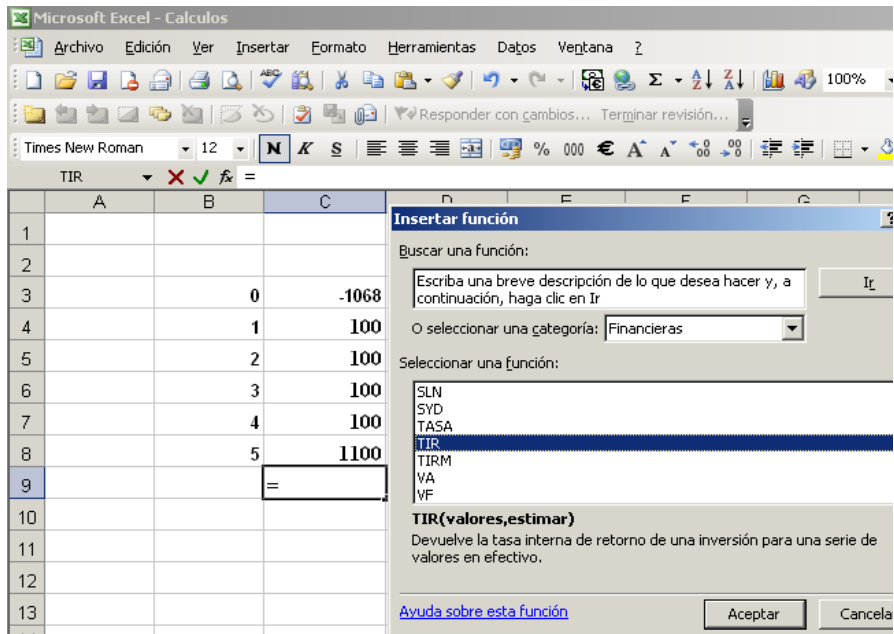 Microsoft Excel - Calculos
Archivo Edición Ver Insertar Formato Herramientas Datos Ventana ?
100%
Responder con cambios... Terminar revisión...
Times New Roman 12 N K S % 000 €
TIR fx =
A B C D E F G
1
2
3 0 -1068
4 1 100
5 2 100
6 3 100
7 4 100
8 5 1100
9 =
10
11
12
13
Insertar función
Buscar una función:
Escriba una breve descripción de lo que desea hacer y, a
continuación, haga clic en Ir
Ir
O seleccionar una categoría: Financieras
Seleccionar una función:
SLN
SYD
TASA
TIR
TIRM
VA
VF
TIR(valores,estimar)
Devuelve la tasa interna de retorno de una inversión para una serie de
valores en efectivo.
Ayuda sobre esta función
Aceptar Cancela